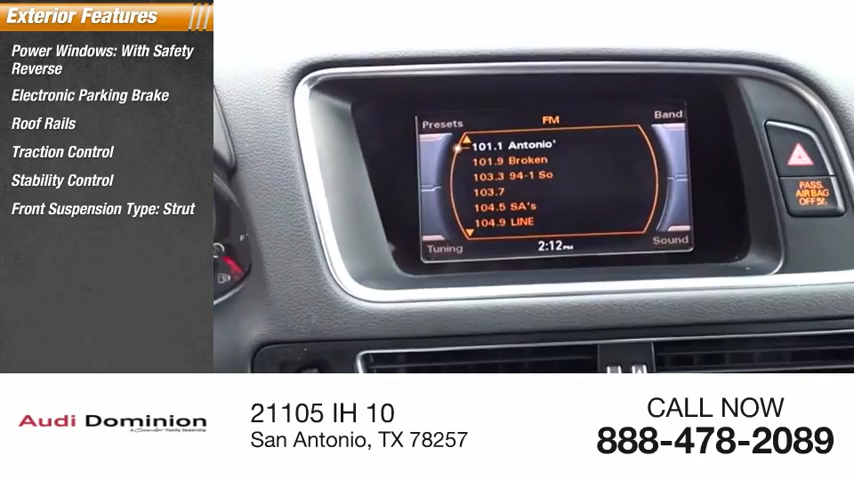 Exterior Features
Power Windows: With Safety
Reverse
Electronic Parking Brake
Roof Rails
Traction Control
Stability Control
Front Suspension Type: Strut
Presets
FM
Band
101.1 Antonio'
101.9 Broken
103.3 94-1 So
103.7
104.5 SA's
104.9 LINE
Tuning
2:12PM
Sound
PASS.
AIRBAG
OFF
F
Audi Dominion
Family Dealership
21105 IH 10
San Antonio, TX 78257
CALL NOW
888-478-2089